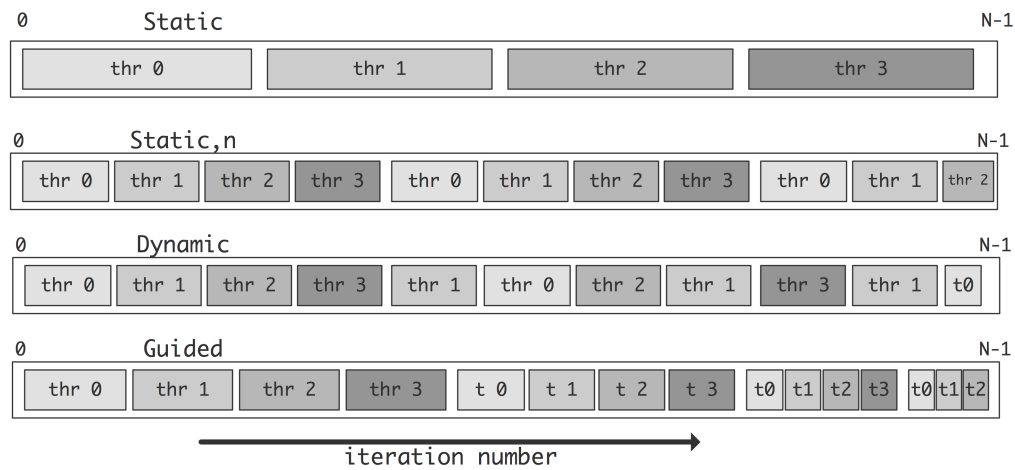 0 Static N-1
thr 0 thr 1 thr 2 thr 3
0 Static,n N-1
thr 0 thr 1 thr 2 thr 3 thr 0 thr 1 thr 2 thr 3 thr 0 thr 1 thr 2
0 Dynamic N-1
thr 0 thr 1 thr 2 thr 3 thr 1 thr 0 thr 2 thr 1 thr 3 thr 1 t0
0 Guided N-1
thr 0 thr 1 thr 2 thr 3 t 0 t 1 t 2 t 3 t0 t1 t2 t3 t0 t1 t2
iteration number